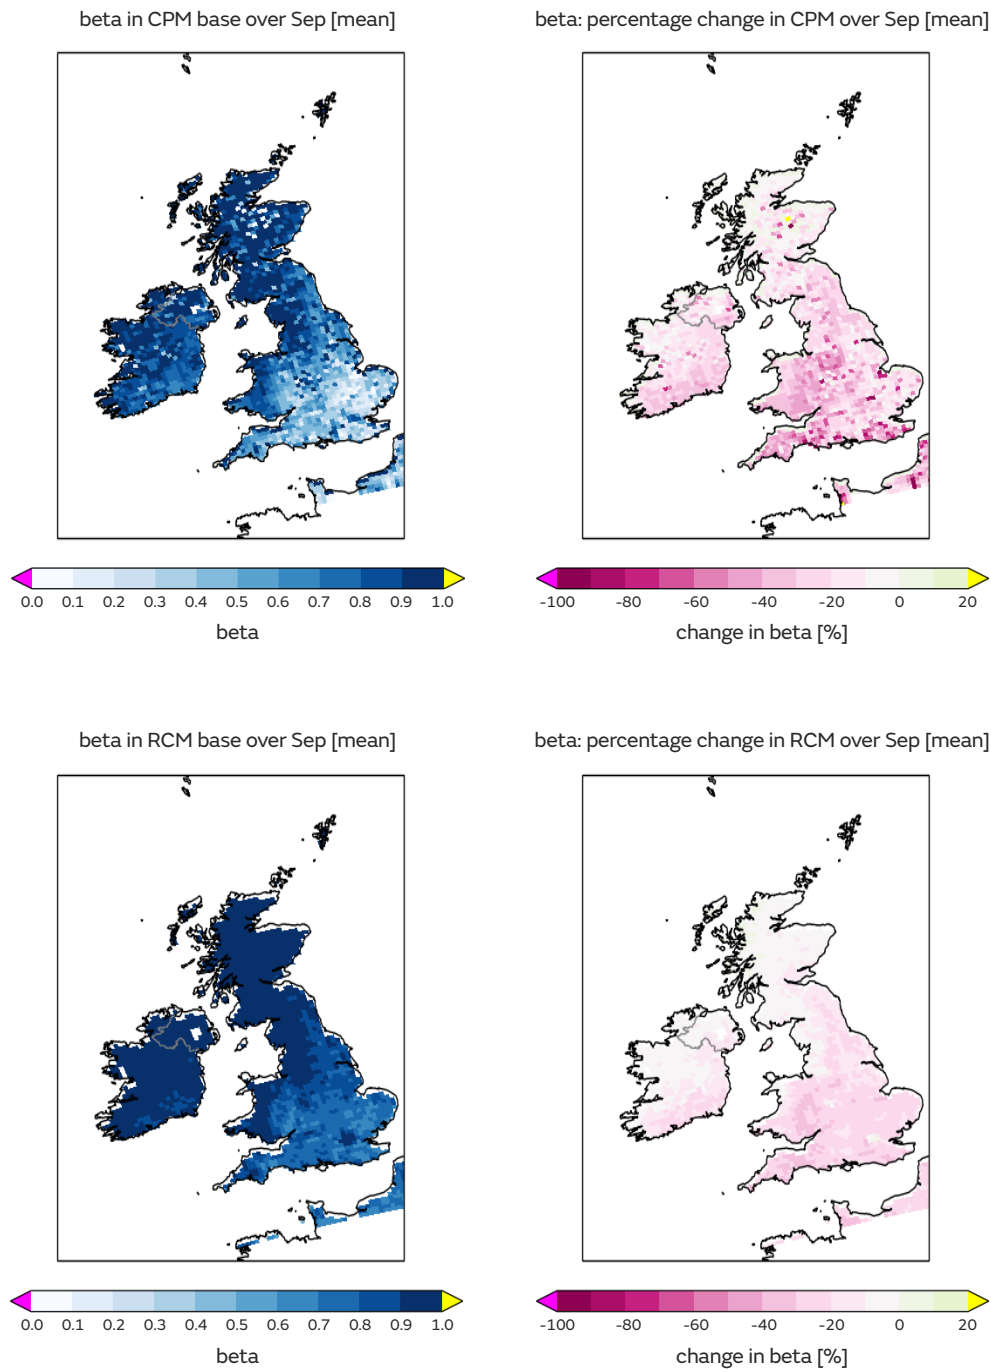 beta in CPM base over Sep [mean]
beta: percentage change in CPM over Sep [mean]
0.0 0.1 0.2 0.3 0.4 0.5 0.6 0.7 0.8 0.9 1.0
beta
-100 -80 -60 -40 -20 0 20
change in beta [%]
beta in RCM base over Sep [mean]
beta: percentage change in RCM over Sep [mean]
0.0 0.1 0.2 0.3 0.4 0.5 0.6 0.7 0.8 0.9 1.0
beta
-100 -80 -60 -40 -20 0 20
change in beta [%]